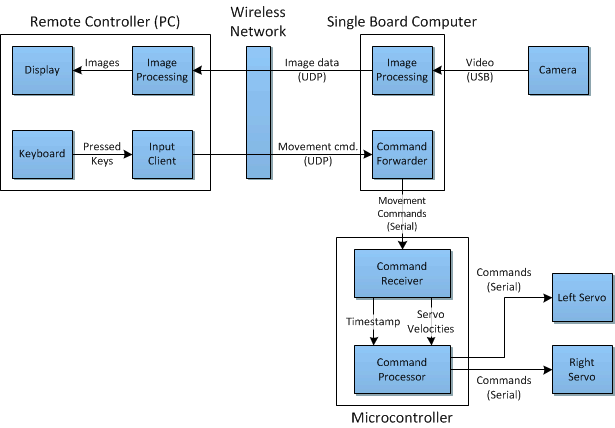 Remote Controller (PC)
Wireless
Network
Single Board Computer
Display
Images
Image
Processing
Image data
(UDP)
Image
Processing
Video
(USB)
Camera
Keyboard
Pressed
Keys
Input
Client
Movement cmd.
(UDP)
Command
Forwarder
Movement
Commands
(Serial)
Command
Receiver
Timestamp
Servo
Velocities
Commands
(Serial)
Left Servo
Command
Processor
Right
Servo
Commands
(Serial)
Microcontroller